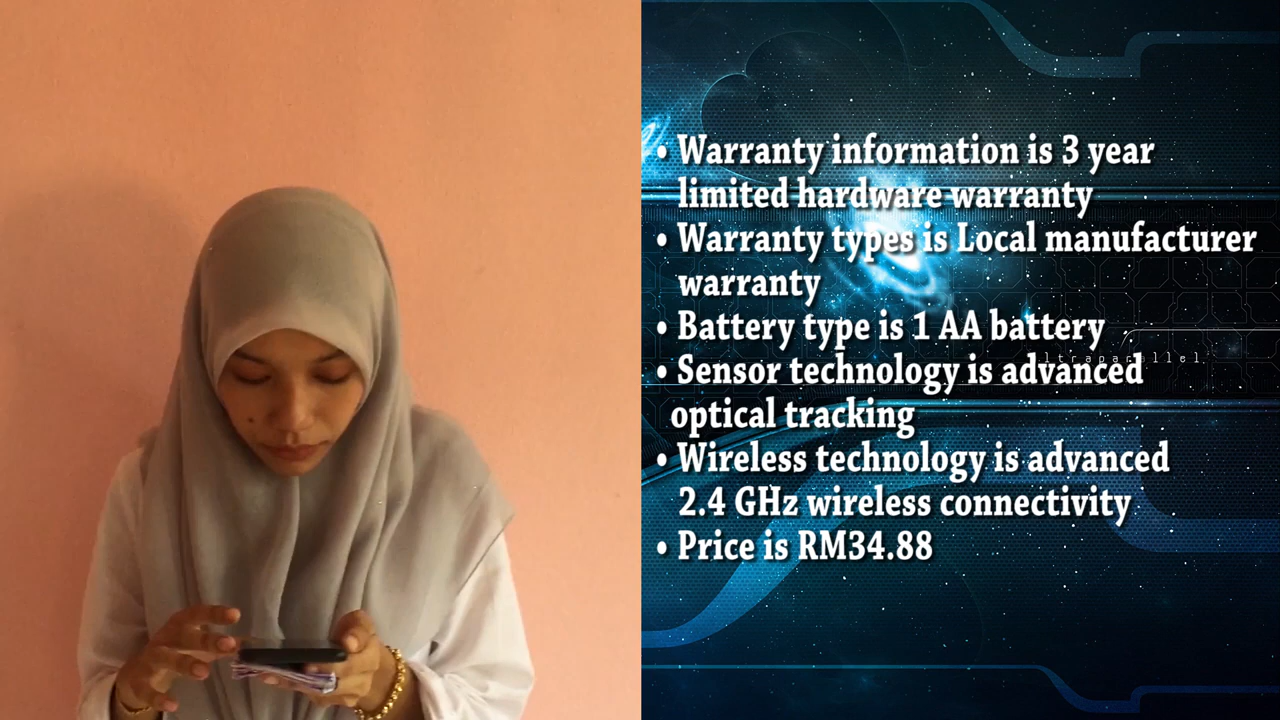 • Warranty information is 3 year
limited hardware warranty
• Warranty types is Local manufacturer
warranty
• Battery type is 1 AA battery
ltraparallel
• Sensor technology is advanced
optical tracking
• Wireless technology is advanced
2.4 GHz wireless connectivity
• Price is RM34.88